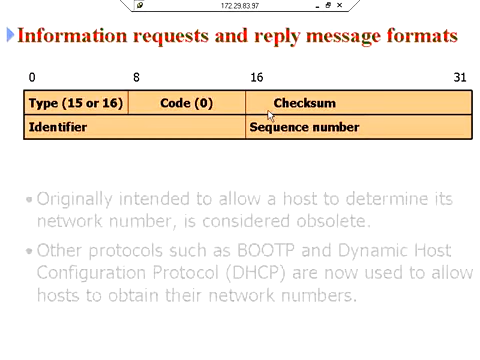 172.29.83.97
Information requests and reply message formats
0 8 16 31
Type (15 or 16) Code (0) Checksum
Identifier Sequence number
• Originally intended to allow a host to determine its
network number, is considered obsolete.
• Other protocols such as BOOTP and Dynamic Host
Configuration Protocol (DHCP) are now used to allow
hosts to obtain their network numbers.